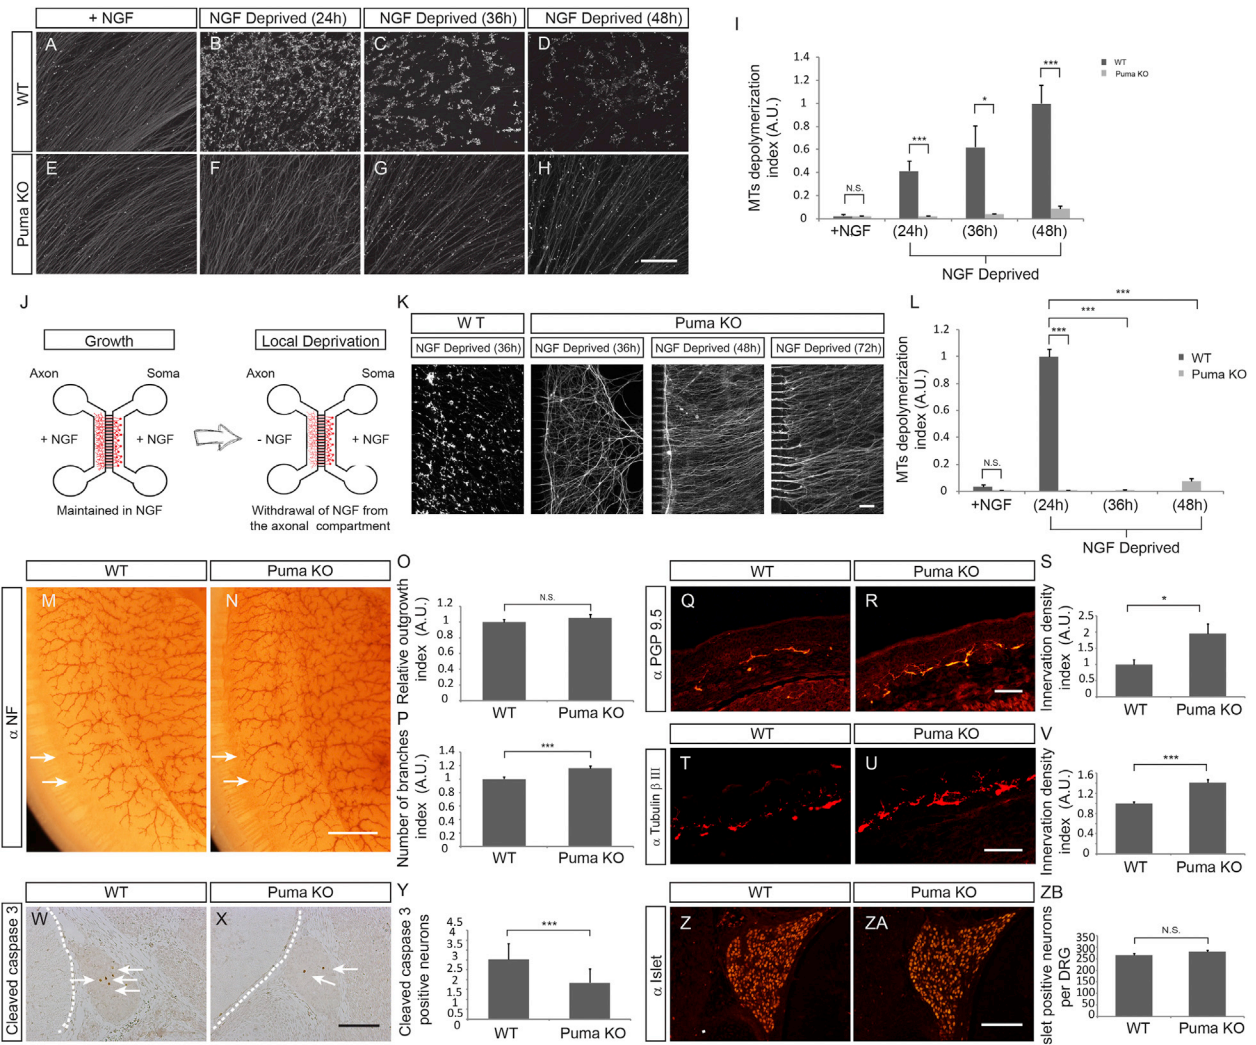 + NGF
NGF Deprived (24h)
NGF Deprived (36h)
NGF Deprived (48h)
WT
A
B
C
D
Puma KO
E
F
G
H
I
MTs depolymerization
index (A.U.)
1.4
1.2
1
0.8
0.6
0.4
0.2
0
N.S.
***
*
***
WT
Puma KO
+NGF
(24h)
(36h)
(48h)
NGF Deprived
J
Growth
Local Deprivation
Axon
Soma
Axon
Soma
+ NGF
+ NGF
- NGF
+ NGF
Maintained in NGF
Withdrawal of NGF from
the axonal compartment
K
W T
Puma KO
NGF Deprived (36h)
NGF Deprived (36h)
NGF Deprived (48h)
NGF Deprived (72h)
L
MTs depolymerization
index (A.U.)
1.2
1
0.8
0.6
0.4
0.2
0
N.S.
***
***
***
WT
Puma KO
+NGF
(24h)
(36h)
(48h)
NGF Deprived
WT
Puma KO
α NF
M
N
O
Relative outgrowth
index (A.U.)
1.2
1
0.8
0.6
0.4
0.2
0
N.S.
WT
Puma KO
P
Number of branches
index (A.U.)
1.4
1.2
1
0.8
0.6
0.4
0.2
0
***
WT
Puma KO
WT
Puma KO
α PGP 9.5
Q
R
S
Innervation density
index (A.U.)
2.5
2
1.5
1
0.5
0
*
WT
Puma KO
WT
Puma KO
α Tubulin β III
T
U
V
Innervation density
index (A.U.)
1.6
1.2
0.8
0.4
0
***
WT
Puma KO
WT
Puma KO
Cleaved caspase 3
W
X
Y
Cleaved caspase 3
positive neurons
4.5
4
3.5
3
2.5
2
1.5
1
0.5
0
***
WT
Puma KO
WT
Puma KO
α Islet
Z
ZA
ZB
slet positive neurons
per DRG
350
300
250
200
150
100
50
0
N.S.
WT
Puma KO